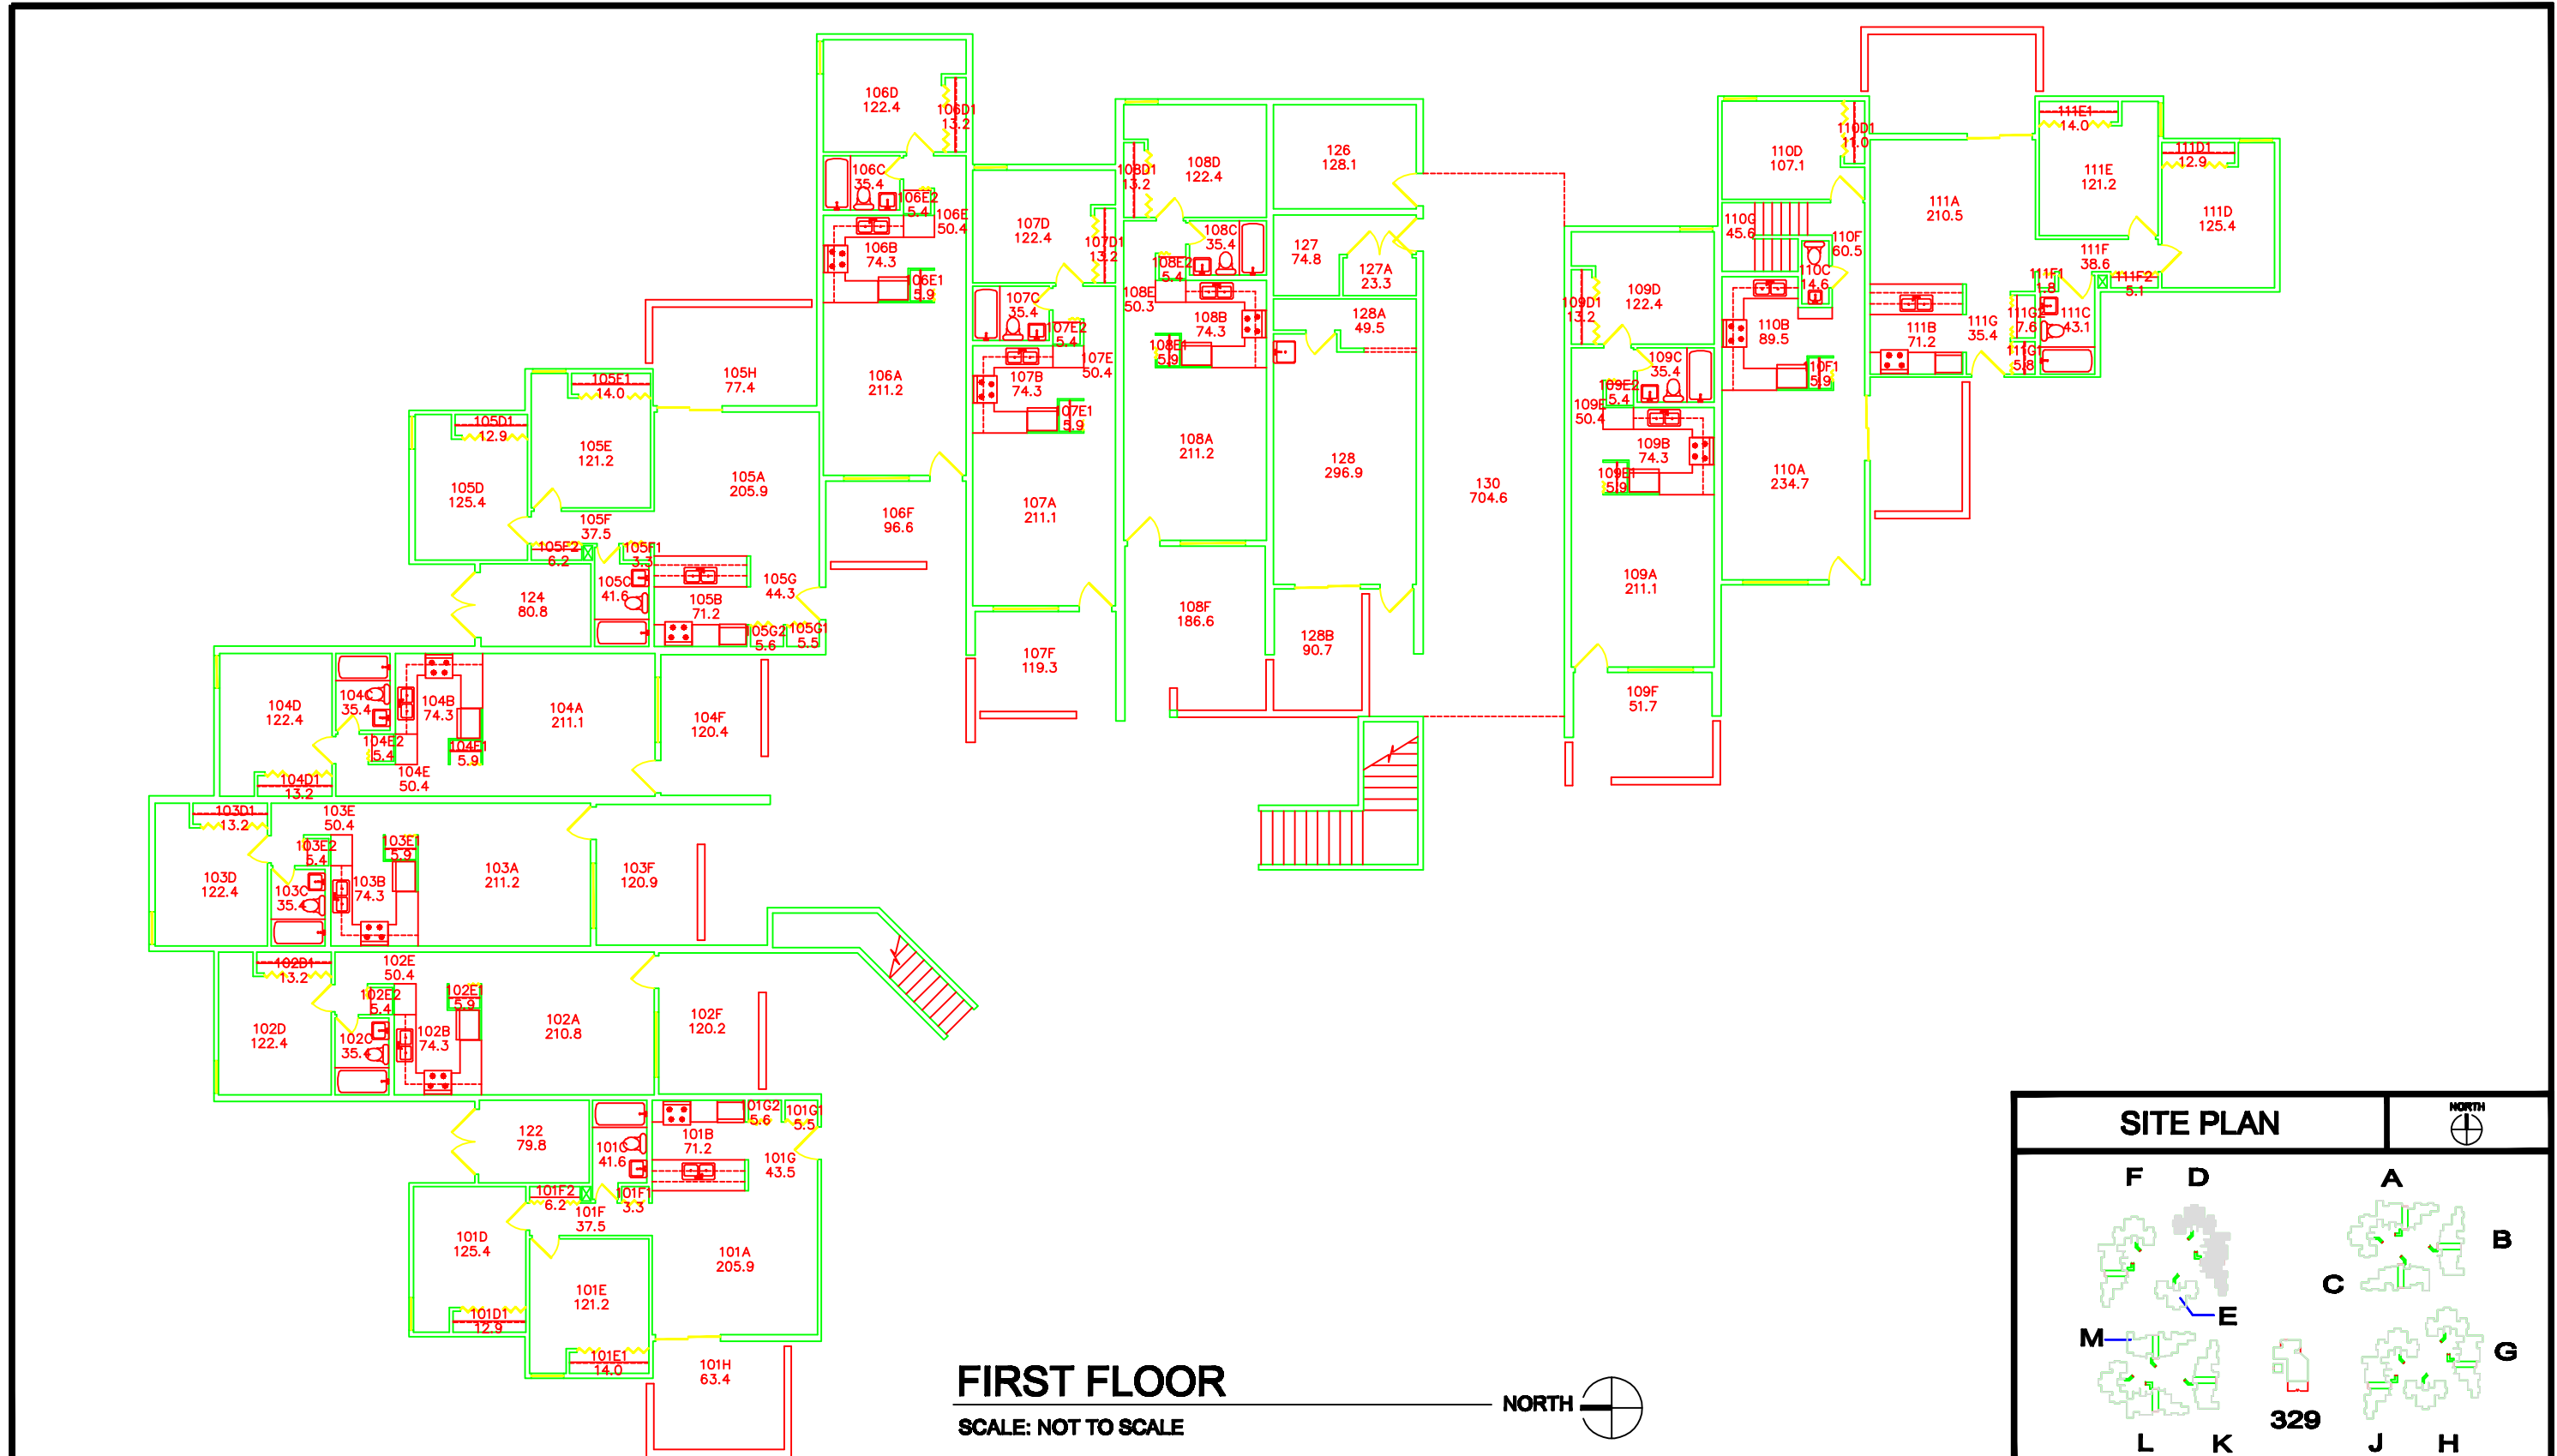 106D
122.4
106D1
13.2
106C
35.4
106E2
5.4
106E
50.4
106B
74.3
106E1
5.9
106A
211.2
106F
96.6
107D
122.4
107D1
13.2
107C
35.4
107E2
5.4
107E
50.4
107B
74.3
107E1
5.9
107A
211.1
107F
119.3
108D1
13.2
108D
122.4
108C
35.4
108E2
5.4
108E
50.3
108B
74.3
108E1
5.9
108A
211.2
108F
186.6
126
128.1
127
74.8
127A
23.3
128A
49.5
128
296.9
128B
90.7
130
704.6
109D1
13.2
109D
122.4
109C
35.4
109E2
5.4
109E
50.4
109B
74.3
109E1
5.9
109A
211.1
109F
51.7
110D
107.1
110D1
11.0
110G
45.6
110F
60.5
110C
14.6
110B
89.5
110F1
5.9
110A
234.7
111A
210.5
111E1
14.0
111E
121.2
111D1
12.9
111D
125.4
111F
38.6
111F1
1.8
111F2
5.1
111B
71.2
111G
35.4
111G2
7.6
111C
43.1
111G1
5.8
105H
77.4
105E1
14.0
105D1
12.9
105E
121.2
105D
125.4
105A
205.9
105F
37.5
105F2
6.2
105F1
3.3
105C
41.6
105G
44.3
105B
71.2
105G2
5.6
105G1
5.5
124
80.8
104D
122.4
104C
35.4
104B
74.3
104A
211.1
104F
120.4
104E2
5.4
104E1
5.9
104E
50.4
104D1
13.2
103D1
13.2
103E
50.4
103E2
5.4
103E1
5.9
103D
122.4
103C
35.4
103B
74.3
103A
211.2
103F
120.9
102D1
13.2
102E
50.4
102E2
5.4
102E1
5.9
102D
122.4
102C
35.4
102B
74.3
102A
210.8
102F
120.2
122
79.8
101C
41.6
101B
71.2
101G2
5.6
101G1
5.5
101G
43.5
101F2
6.2
101F1
3.3
101F
37.5
101D
125.4
101A
205.9
101E
121.2
101D1
12.9
101E1
14.0
101H
63.4
FIRST FLOOR
SCALE: NOT TO SCALE
NORTH
SITE PLAN
NORTH
F
D
A
B
C
E
M
G
329
L
K
J
H